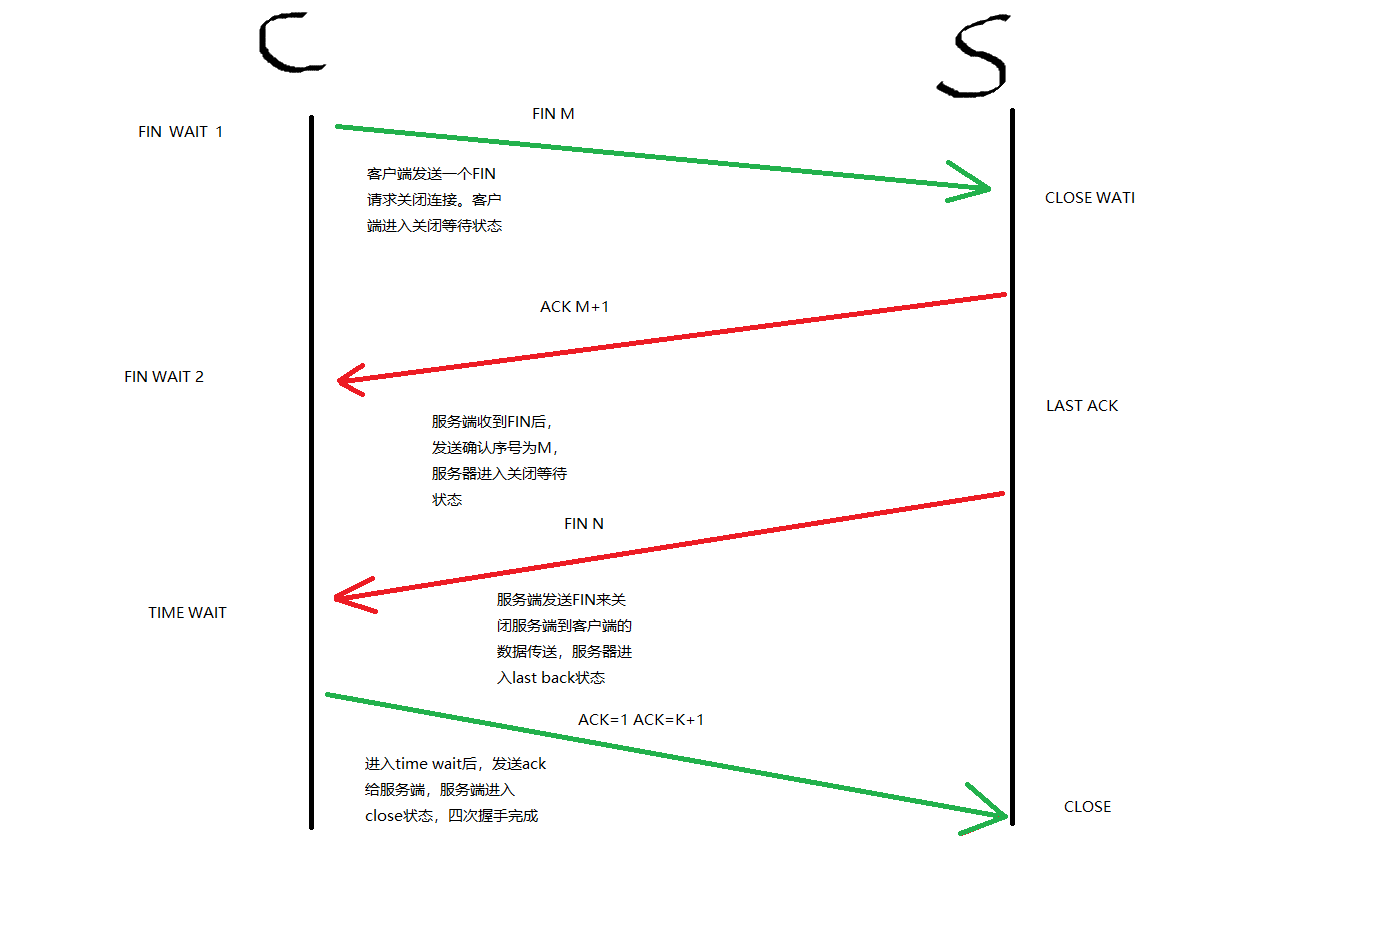 C
S
FIN M
FIN WAIT 1
客户端发送一个FIN
请求关闭连接。客户
端进入关闭等待状态
CLOSE WATI
ACK M+1
FIN WAIT 2
LAST ACK
服务端收到FIN后，
发送确认序号为M，
服务器进入关闭等待
状态
FIN N
TIME WAIT
服务端发送FIN来关
闭服务端到客户端的
数据传送，服务器进
入last back状态
ACK=1 ACK=K+1
进入time wait后，发送ack
给服务端，服务端进入
close状态，四次握手完成
CLOSE